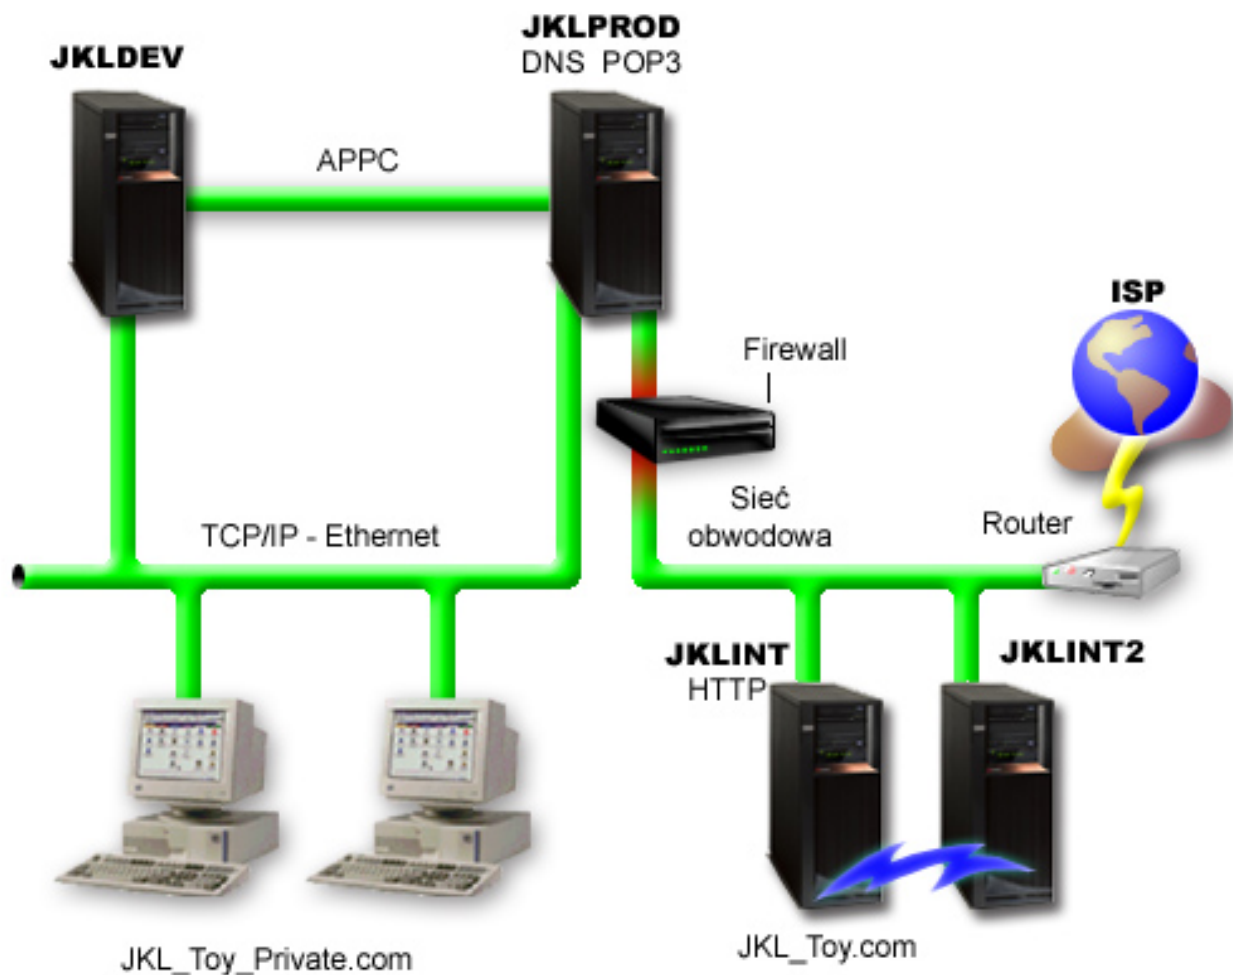 JKLDEV
JKLPROD
DNS POP3
APPC
ISP
Firewall
Sieć
obwodowa
Router
TCP/IP - Ethernet
JKLINT
HTTP
JKLINT2
JKL_Toy_Private.com
JKL_Toy.com